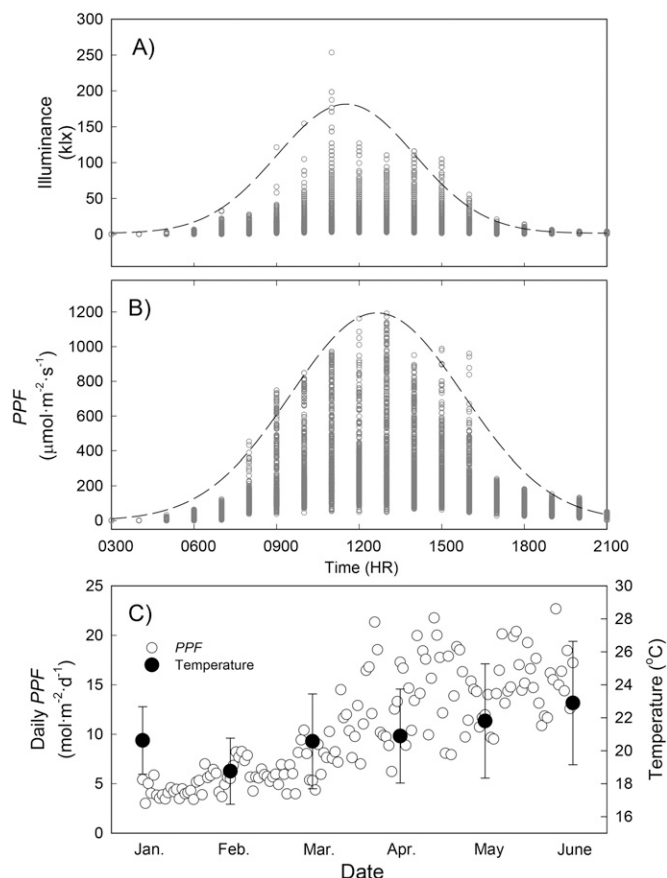 A)
300
250
200
150
100
50
0
Illuminance
(klx)
B)
1200
1000
800
600
400
200
0
PPF
(μmol·m-2·s-1)
0300 0600 0900 1200 1500 1800 2100
Time (HR)
C)
PPF
Temperature
25
20
15
10
5
0
Daily PPF
(mol·m-2·d-1)
30
28
26
24
22
20
18
16
Temperature (°C)
Jan. Feb. Mar. Apr. May June
Date